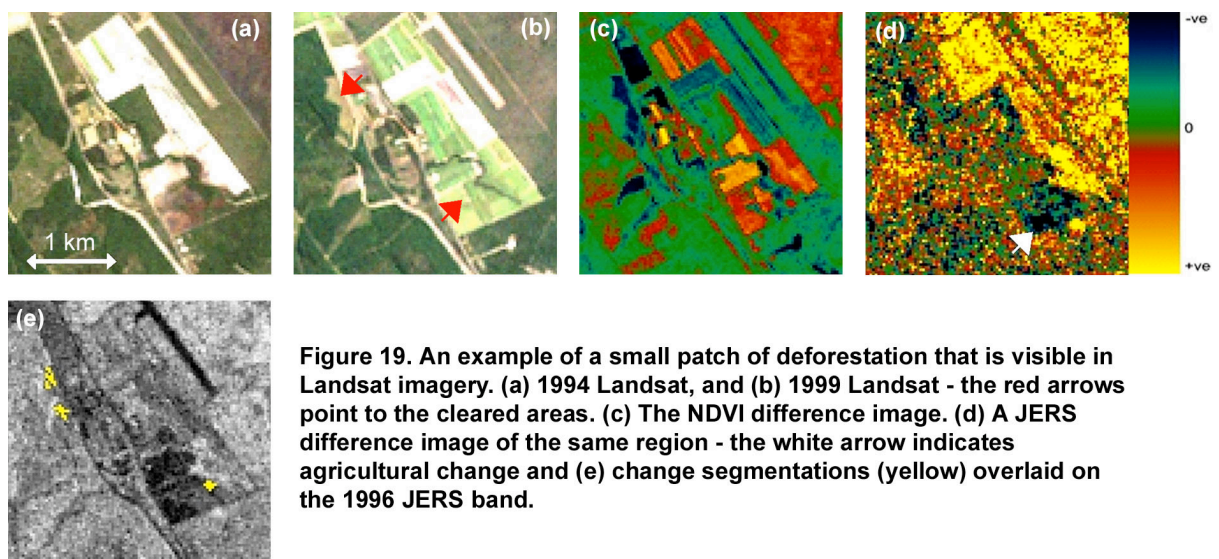 (a)
(b)
(c)
(d)
-ve
0
+ve
1 km
(e)
Figure 19. An example of a small patch of deforestation that is visible in
Landsat imagery. (a) 1994 Landsat, and (b) 1999 Landsat - the red arrows
point to the cleared areas. (c) The NDVI difference image. (d) A JERS
difference image of the same region - the white arrow indicates
agricultural change and (e) change segmentations (yellow) overlaid on
the 1996 JERS band.